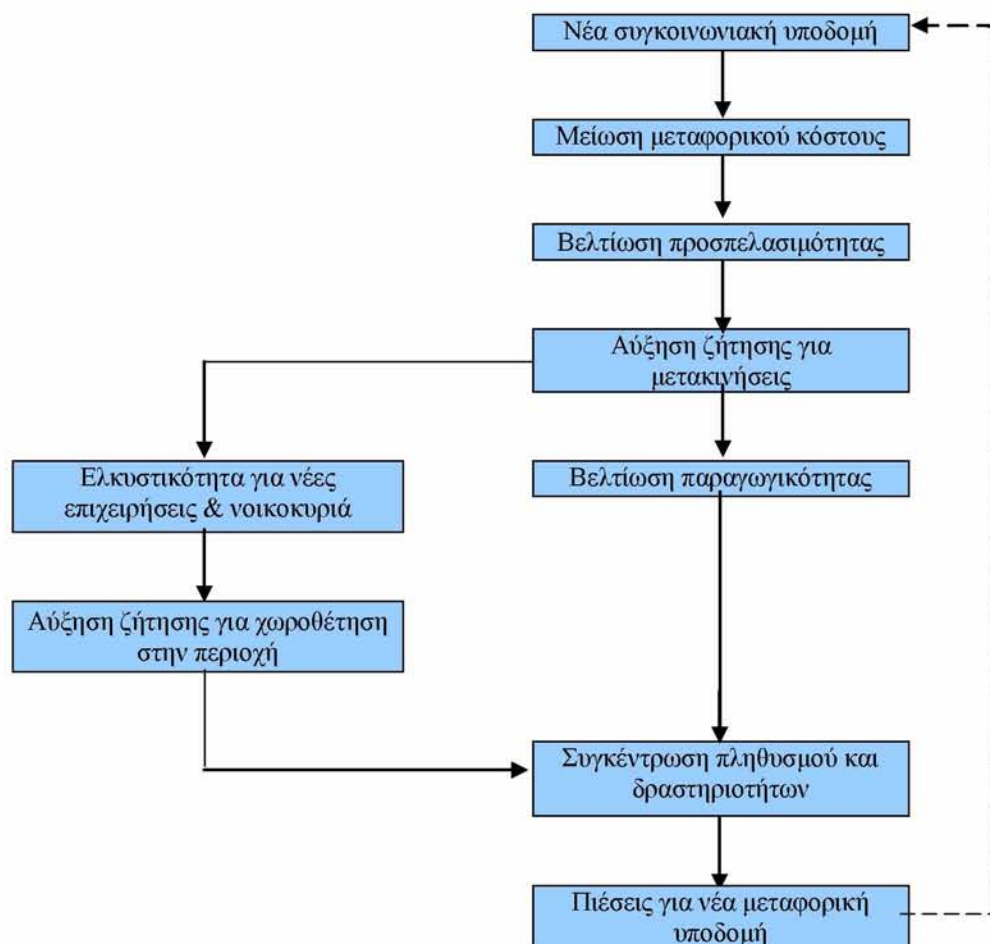 Νέα συγκοινωνιακή υποδομή
Μείωση μεταφορικού κόστους
Βελτίωση προσπελασιμότητας
Αύξηση ζήτησης για
μετακινήσεις
Ελκυστικότητα για νέες
επιχειρήσεις & νοικοκυριά
Βελτίωση παραγωγικότητας
Αύξηση ζήτησης για χωροθέτηση
στην περιοχή
Συγκέντρωση πληθυσμού και
δραστηριοτήτων
Πιέσεις για νέα μεταφορική
υποδομή